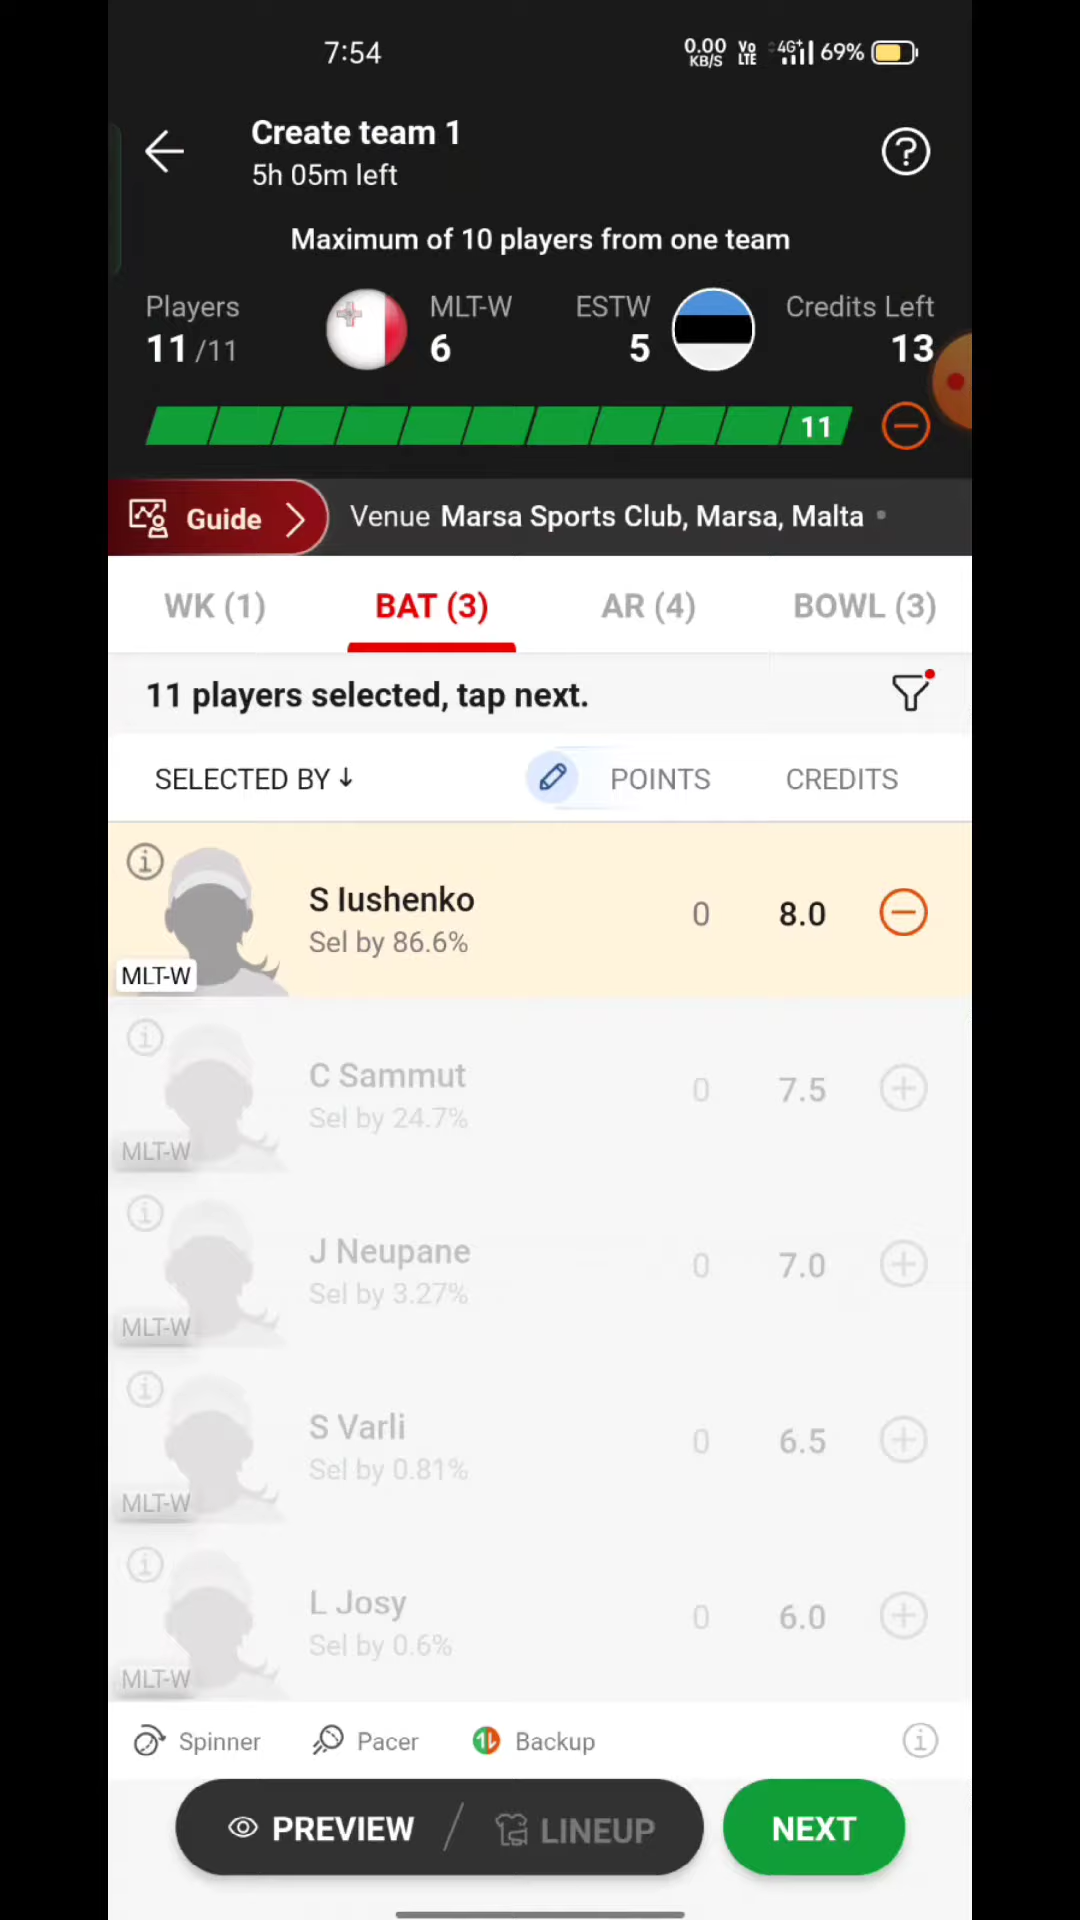 7:54
0.00 KB/S Vo LTE 4G+ 69%
Create team 1
5h 05m left
Maximum of 10 players from one team
Players MLT-W ESTW Credits Left
11/11 6 5 13
11
Guide Venue Marsa Sports Club, Marsa, Malta
WK (1) BAT (3) AR (4) BOWL (3)
11 players selected, tap next.
SELECTED BY ↓ POINTS CREDITS
S Iushenko 0 8.0
Sel by 86.6%
MLT-W
C Sammut 0 7.5
Sel by 24.7%
MLT-W
J Neupane 0 7.0
Sel by 3.27%
MLT-W
S Varli 0 6.5
Sel by 0.81%
MLT-W
L Josy 0 6.0
Sel by 0.6%
MLT-W
Spinner Pacer Backup
PREVIEW / LINEUP NEXT